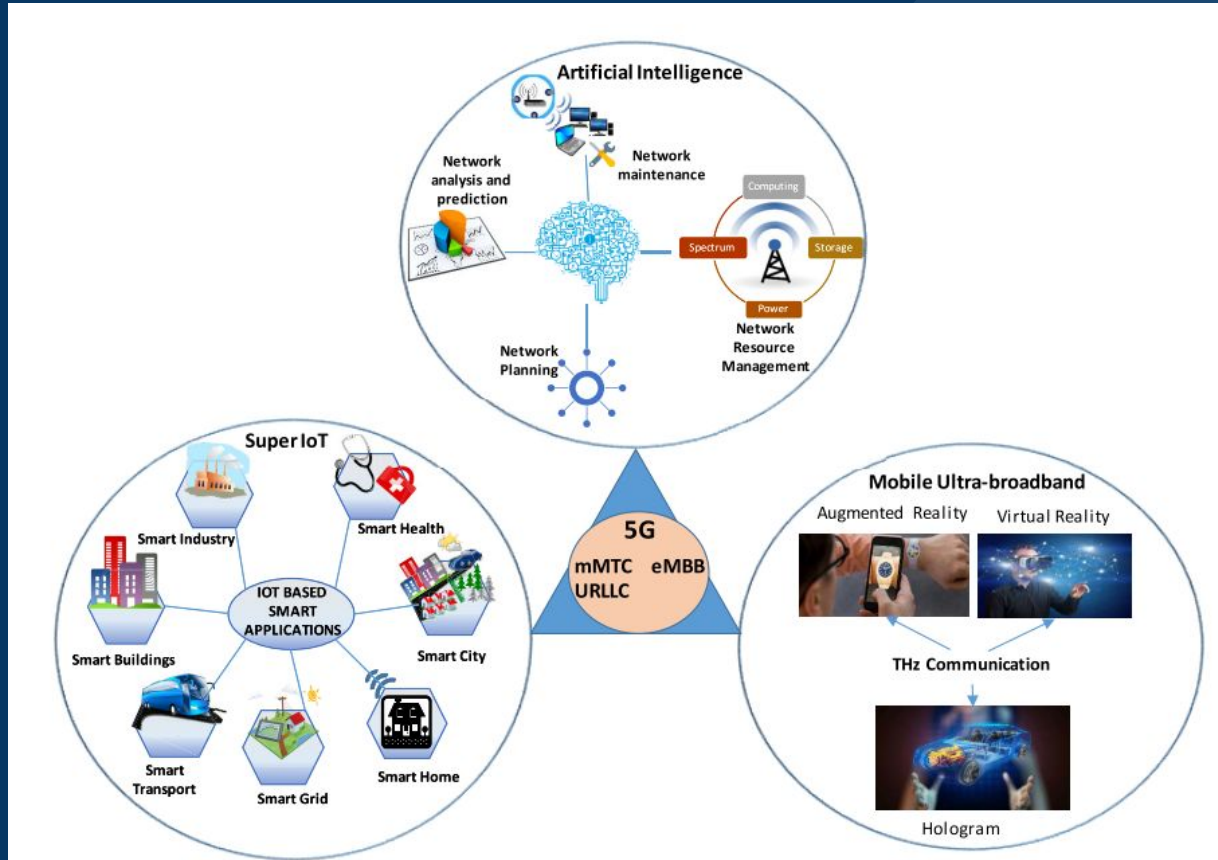 Artificial Intelligence
Network
maintenance
Network
analysis and
prediction
Computing
Spectrum
Storage
Power
Network
Resource
Management
Network
Planning
Super IoT
Smart Industry
Smart Health
IOT BASED
SMART
APPLICATIONS
Smart Buildings
Smart City
Smart
Transport
Smart Grid
Smart Home
5G
mMTC eMBB
URLLC
Mobile Ultra-broadband
Augmented Reality
Virtual Reality
THz Communication
Hologram